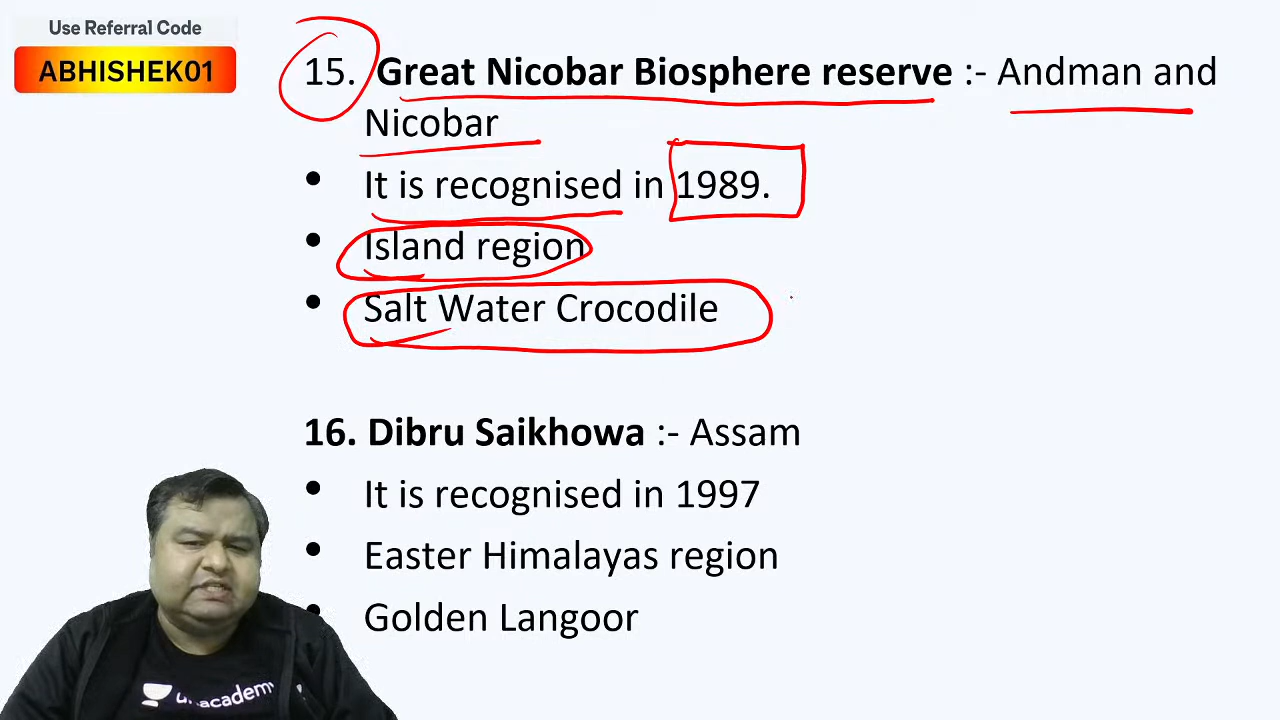 Use Referral Code
ABHISHEK01
15. Great Nicobar Biosphere reserve :- Andman and
Nicobar
• It is recognised in 1989.
• Island region
• Salt Water Crocodile
16. Dibru Saikhowa :- Assam
• It is recognised in 1997
• Easter Himalayas region
• Golden Langoor
unacademy